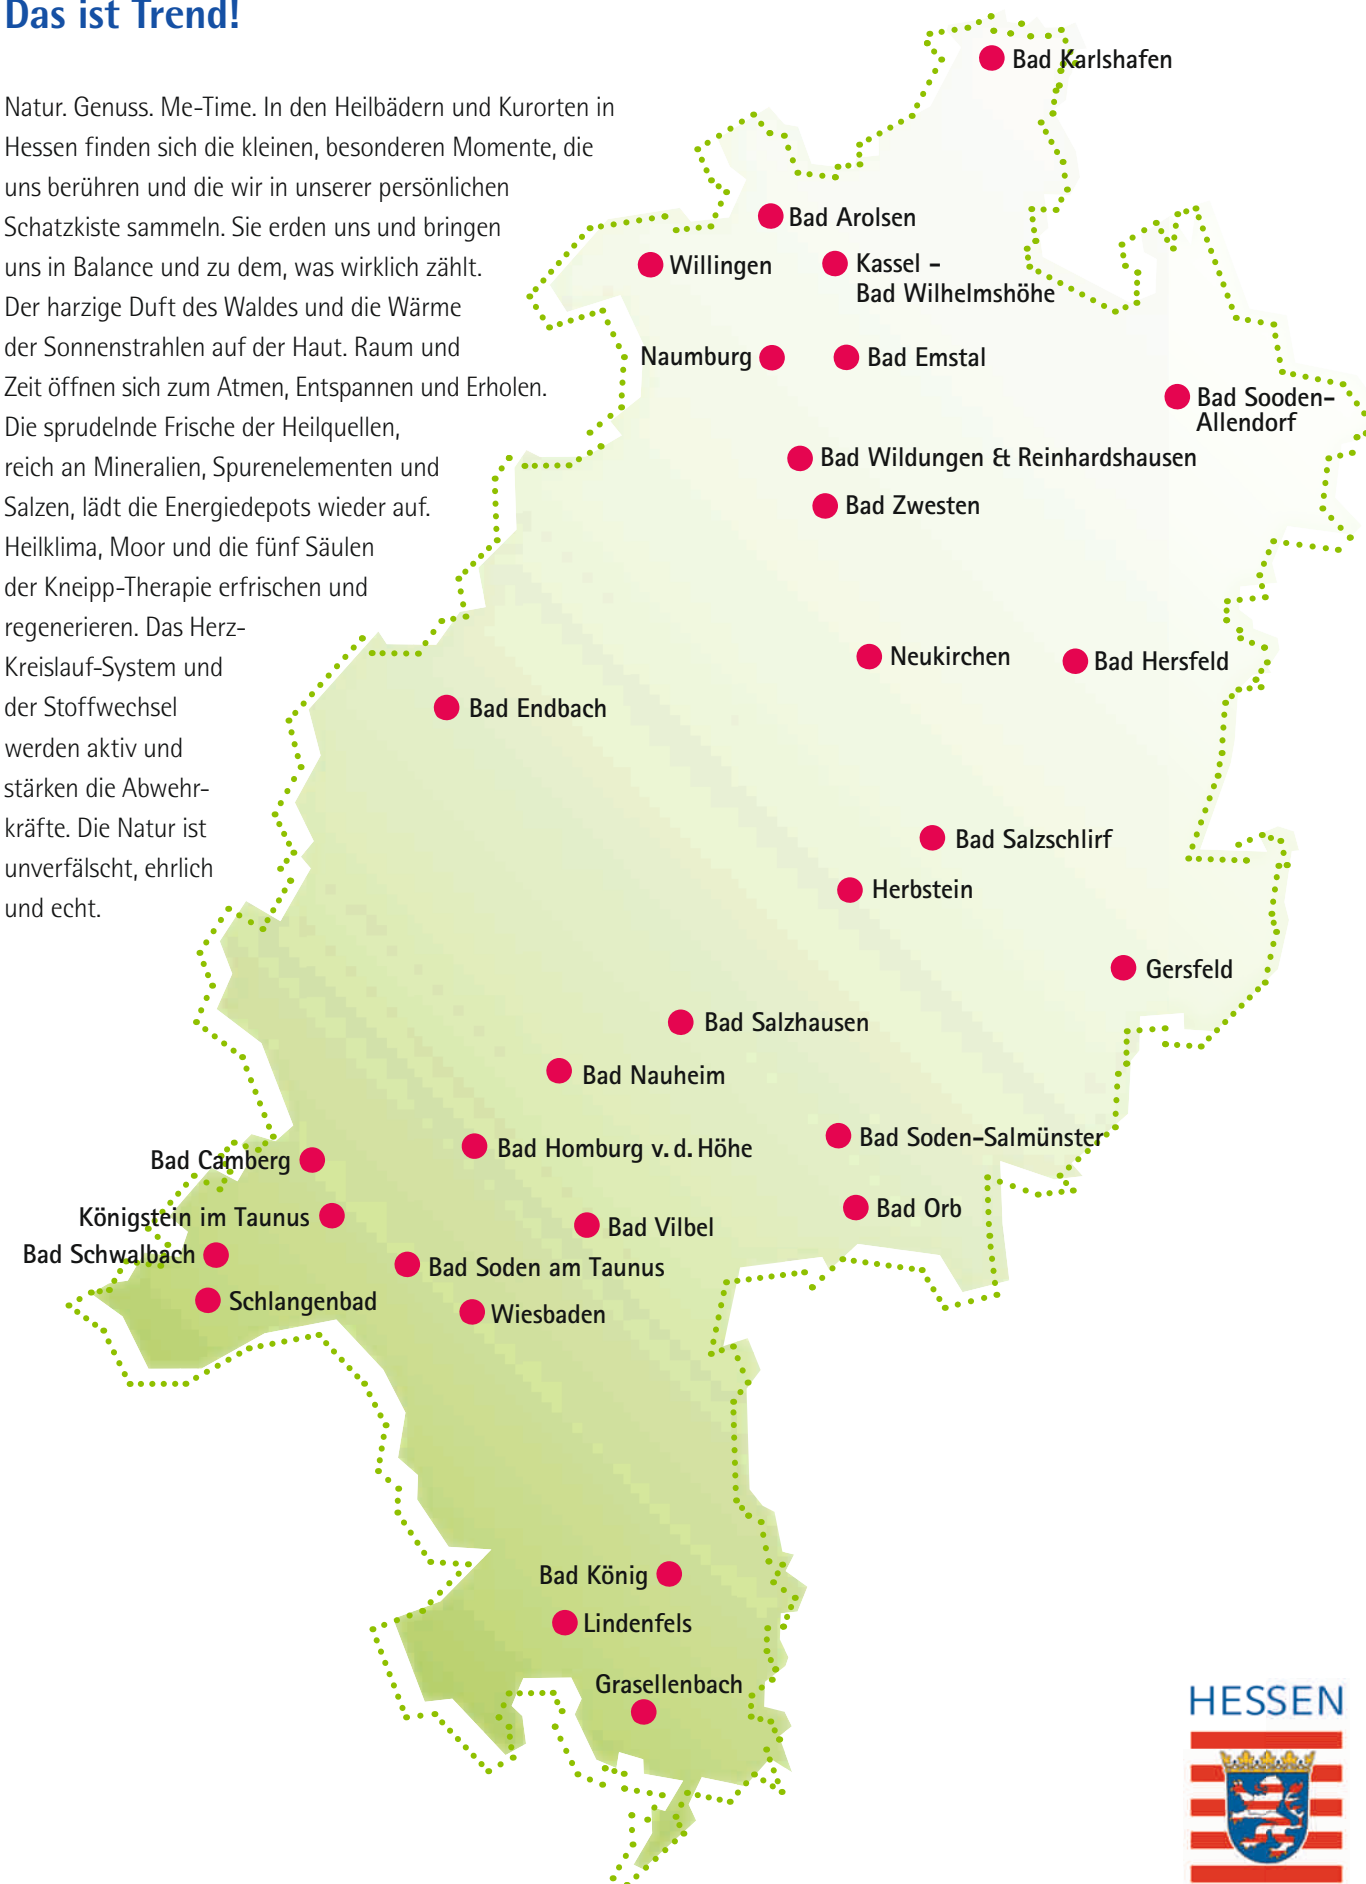 Das ist Trend!
Natur. Genuss. Me-Time. In den Heilbädern und Kurorten in
Hessen finden sich die kleinen, besonderen Momente, die
uns berühren und die wir in unserer persönlichen
Schatzkiste sammeln. Sie erden uns und bringen
uns in Balance und zu dem, was wirklich zählt.
Der harzige Duft des Waldes und die Wärme
der Sonnenstrahlen auf der Haut. Raum und
Zeit öffnen sich zum Atmen, Entspannen und Erholen.
Die sprudelnde Frische der Heilquellen,
reich an Mineralien, Spurenelementen und
Salzen, lädt die Energiedepots wieder auf.
Heilklima, Moor und die fünf Säulen
der Kneipp-Therapie erfrischen und
regenerieren. Das Herz-
Kreislauf-System und
der Stoffwechsel
werden aktiv und
stärken die Abwehr-
kräfte. Die Natur ist
unverfälscht, ehrlich
und echt.
Bad Karlshafen
Bad Arolsen
Willingen
Kassel -
Bad Wilhelmshöhe
Naumburg
Bad Emstal
Bad Sooden-
Allendorf
Bad Wildungen & Reinhardshausen
Bad Zwesten
Neukirchen
Bad Hersfeld
Bad Endbach
Bad Salzschlirf
Herbstein
Gersfeld
Bad Salzhausen
Bad Nauheim
Bad Soden-Salmünster
Bad Homburg v. d. Höhe
Bad Camberg
Bad Orb
Königstein im Taunus
Bad Vilbel
Bad Schwalbach
Bad Soden am Taunus
Schlangenbad
Wiesbaden
Bad König
Lindenfels
Grasellenbach
HESSEN